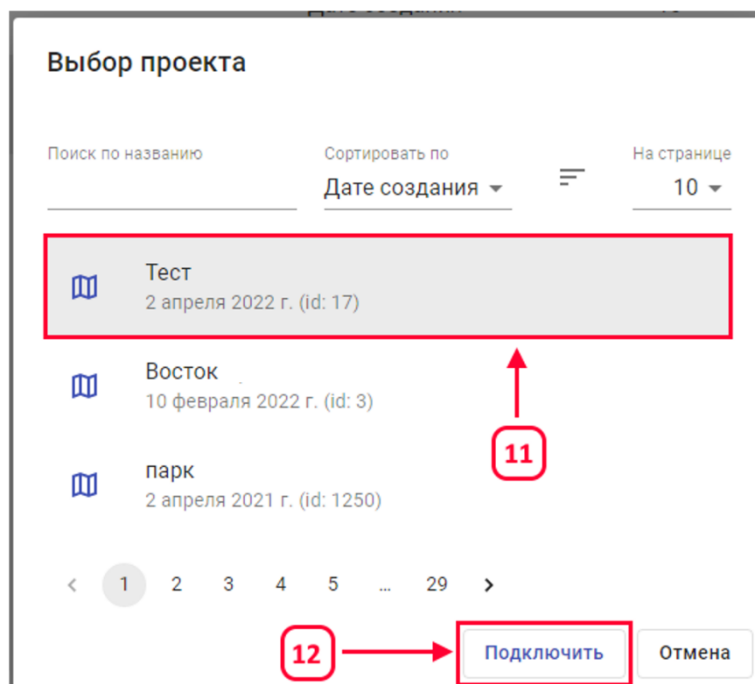 Выбор проекта
Поиск по названию Сортировать по На странице
Дате создания 10
Тест
2 апреля 2022 г. (id: 17)
Восток
10 февраля 2022 г. (id: 3)
11
парк
2 апреля 2021 г. (id: 1250)
< 1 2 3 4 5 ... 29 >
12 Подключить Отмена